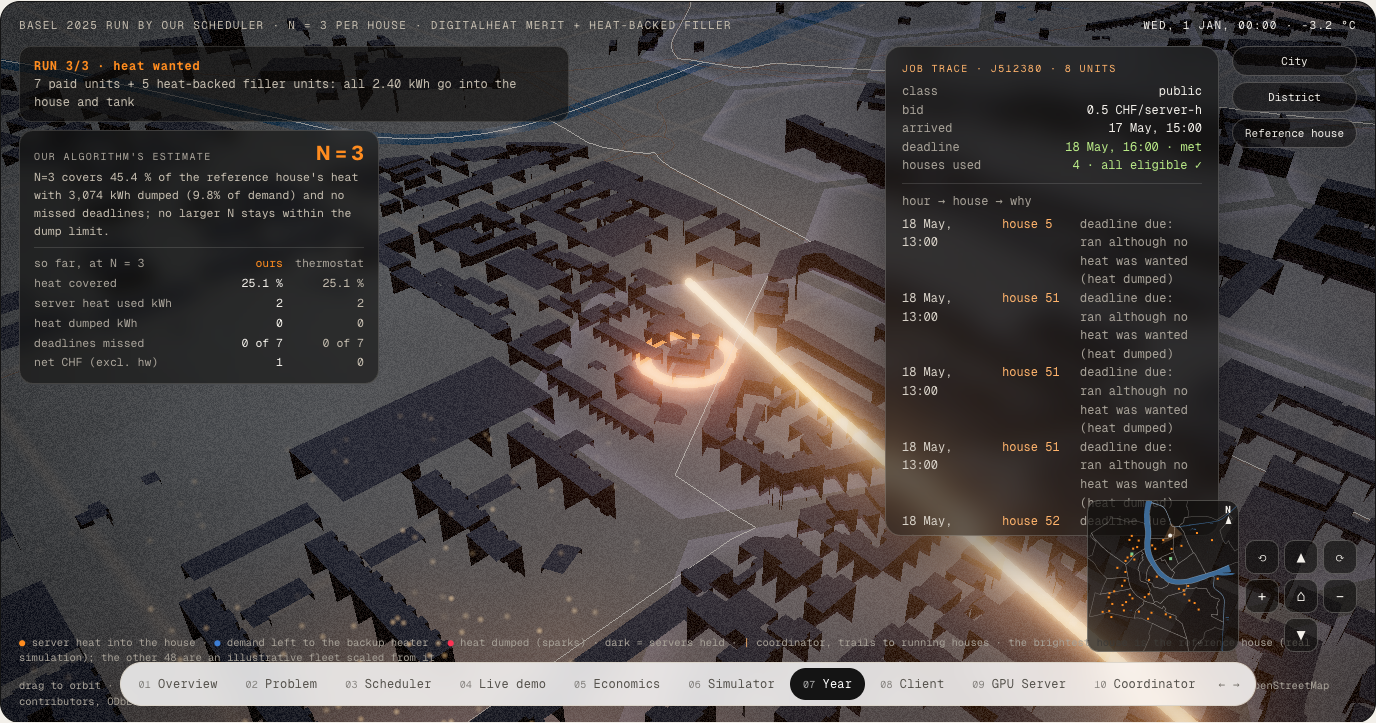 BASEL 2025 RUN BY OUR SCHEDULER · N = 3 PER HOUSE · DIGITALHEAT MERIT + HEAT-BACKED FILLER
WED, 1 JAN, 00:00 · -3.2 °C
RUN 3/3 · heat wanted
7 paid units + 5 heat-backed filler units: all 2.40 kWh go into the
house and tank
OUR ALGORITHM'S ESTIMATE N=3
N=3 covers 45.4 % of the reference house's heat
with 3,074 kWh dumped (9.8% of demand) and no
missed deadlines; no larger N stays within the
dump limit.
so far, at N = 3 ours thermostat
heat covered 25.1 % 25.1 %
server heat used kWh 2 2
heat dumped kWh 0 0
deadlines missed 0 of 7 0 of 7
net CHF (excl. hw) 1 0
JOB TRACE · J512380 · 8 UNITS
class public
bid 0.5 CHF/server-h
arrived 17 May, 15:00
deadline 18 May, 16:00 · met
houses used 4 · all eligible ✓
hour → house → why
18 May, house 5 deadline due:
13:00 ran although no
heat was wanted
(heat dumped)
18 May, house 51 deadline due:
13:00 ran although no
heat was wanted
(heat dumped)
18 May, house 51 deadline due:
13:00 ran although no
heat was wanted
(heat dumped)
18 May, house 51 deadline due:
13:00 ran although no
heat was wanted
(heat dumped)
18 May, house 52 deadline due:
City
District
Reference house
N
▲
⟲ ▲ ⟳
+ ⌂ −
▼
● server heat into the house · ● demand left to the backup heater · ● heat dumped (sparks) · dark = servers held · | coordinator, trails to running houses · the reference house (real
simulation); the other 48 are an illustrative fleet scaled from it
drag to orbit · OpenStreetMap
contributors,
01 Overview 02 Problem 03 Scheduler 04 Live demo 05 Economics 06 Simulator 07 Year 08 Client 09 GPU Server 10 Coordinator ← →